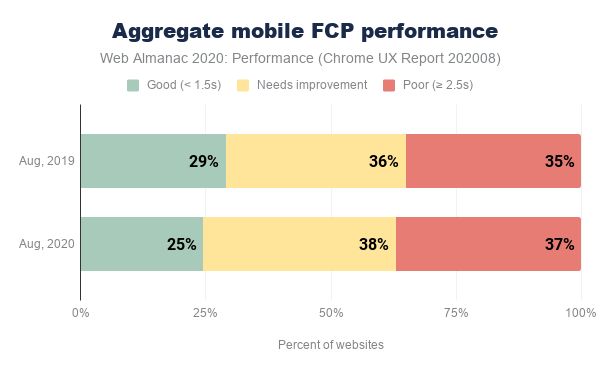 Aggregate mobile FCP performance
Web Almanac 2020: Performance (Chrome UX Report 202008)
Good (< 1.5s) Needs improvement Poor (≥ 2.5s)
Aug, 2019 29% 36% 35%
Aug, 2020 25% 38% 37%
0% 25% 50% 75% 100%
Percent of websites